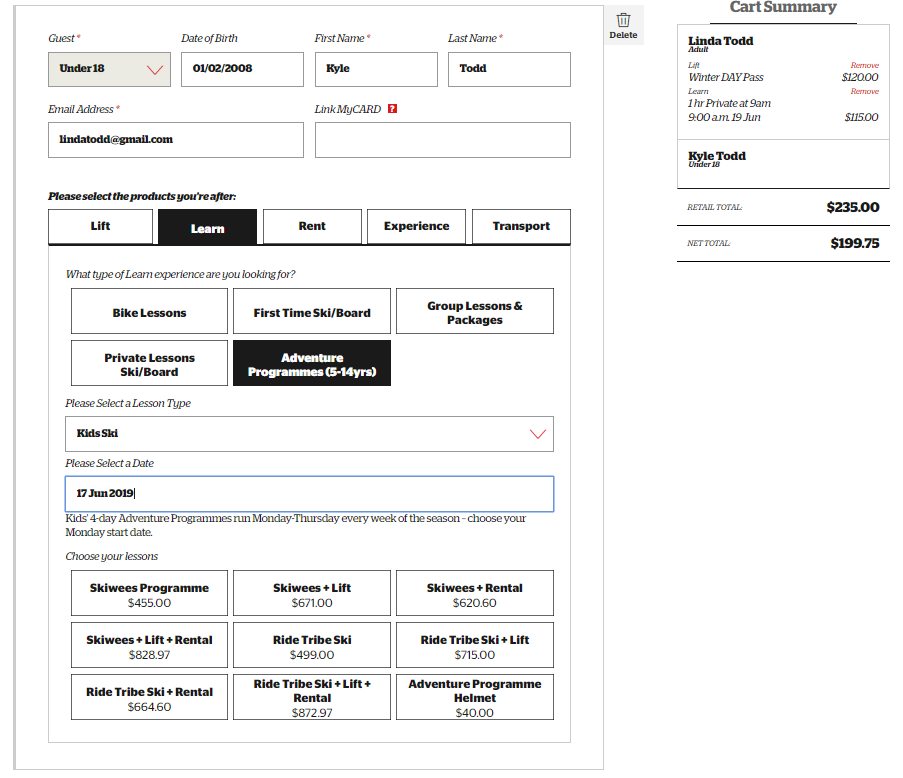 Cart Summary
Delete
Guest * Date of Birth First Name * Last Name *
Under 18 01/02/2008 Kyle Todd
Email Address * Link MyCARD ?
lindatodd@gmail.com
Please select the products you're after:
Lift Learn Rent Experience Transport
What type of Learn experience are you looking for?
Bike Lessons
First Time Ski/Board
Group Lessons &
Packages
Private Lessons
Ski/Board
Adventure
Programmes (5-14yrs)
Please Select a Lesson Type
Kids Ski
Please Select a Date
17 Jun 2019
Kids' 4-day Adventure Programmes run Monday-Thursday every week of the season – choose your
Monday start date.
Choose your lessons
Skiwees Programme
$455.00
Skiwees + Lift
$671.00
Skiwees + Rental
$620.60
Skiwees + Lift + Rental
$828.97
Ride Tribe Ski
$499.00
Ride Tribe Ski + Lift
$715.00
Ride Tribe Ski + Rental
$664.60
Ride Tribe Ski + Lift +
Rental
$872.97
Adventure Programme
Helmet
$40.00
Linda Todd
Adult
Lift Remove
Winter DAY Pass $120.00
Learn Remove
1 hr Private at 9am
9:00 a.m. 19 Jun $115.00
Kyle Todd
Under 18
RETAIL TOTAL: $235.00
NET TOTAL: $199.75